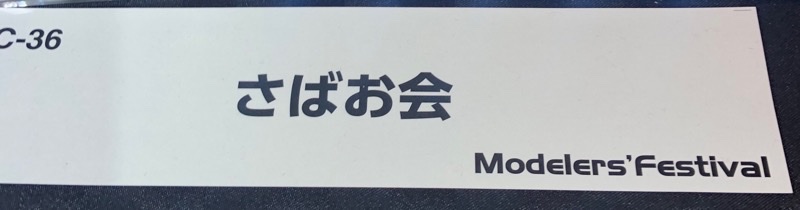 C-36
さばお会
Modelers'Festival